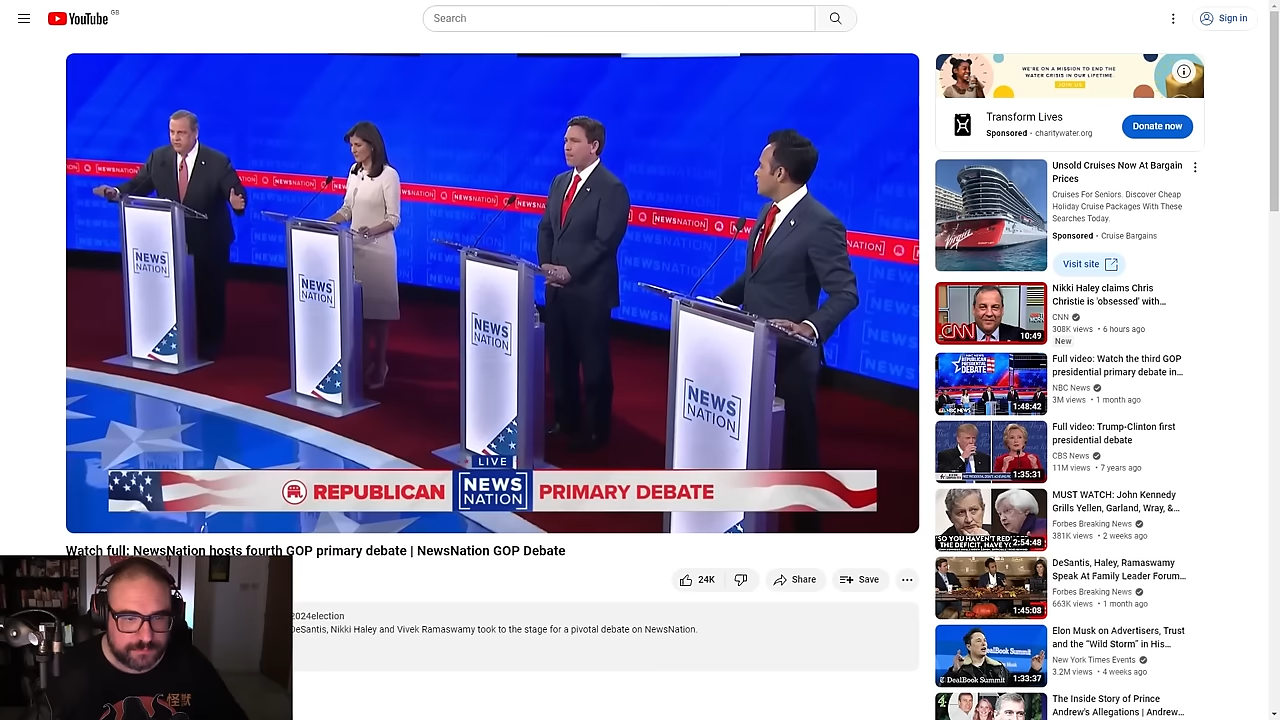 YouTube GB
Search
Sign in
WE'RE ON A MISSION TO END THE
WATER CRISIS IN OUR LIFETIME.
JOIN US
Transform Lives
Sponsored · charitywater.org
Donate now
Unsold Cruises Now At Bargain
Prices
Cruises For Seniors. Discover Cheap
Holiday Cruise Packages With These
Searches Today.
Sponsored · Cruise Bargains
Visit site
Virgin
Nikki Haley claims Chris
Christie is 'obsessed' with…
CNN
308K views • 6 hours ago
New
CNN
10:49
Full video: Watch the third GOP
presidential primary debate in…
NBC News
3M views • 1 month ago
REPUBLICAN
DEBATE
1:48:42
Full video: Trump-Clinton first
presidential debate
CBS News
11M views • 7 years ago
1:35:31
MUST WATCH: John Kennedy
Grills Yellen, Garland, Wray, &…
Forbes Breaking News
381K views • 2 weeks ago
2:54:48
DeSantis, Haley, Ramaswamy
Speak At Family Leader Forum…
Forbes Breaking News
663K views • 1 month ago
1:45:08
Elon Musk on Advertisers, Trust
and the “Wild Storm” in His…
New York Times Events
3.2M views • 4 weeks ago
DealBook Summit
1:33:37
The Inside Story of Prince
Andrew's Allegations | Andrew…
NEWSNATION
NEWSNATION
NEWSNATION
NEWSNATION
NEWS
NATION
NEWS
NATION
NEWS
NATION
NEWS
NATION
LIVE
REPUBLICAN
NEWS
NATION
PRIMARY DEBATE
Watch full: NewsNation hosts fourth GOP primary debate | NewsNation GOP Debate
24K
Share
Save
2024election
DeSantis, Nikki Haley and Vivek Ramaswamy took to the stage for a pivotal debate on NewsNation.
怪獣